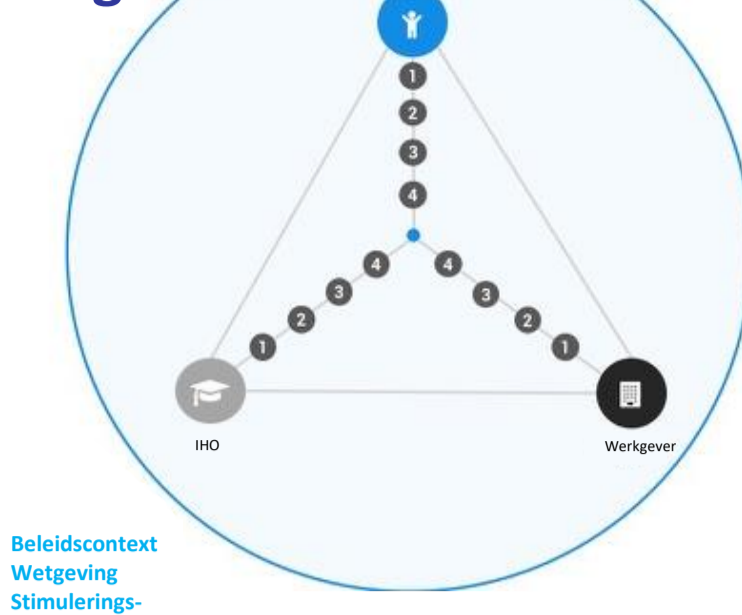 1
2
3
4
4 4
3 3
2 2
1 1
IHO
Werkgever
Beleidscontext
Wetgeving
Stimulerings-